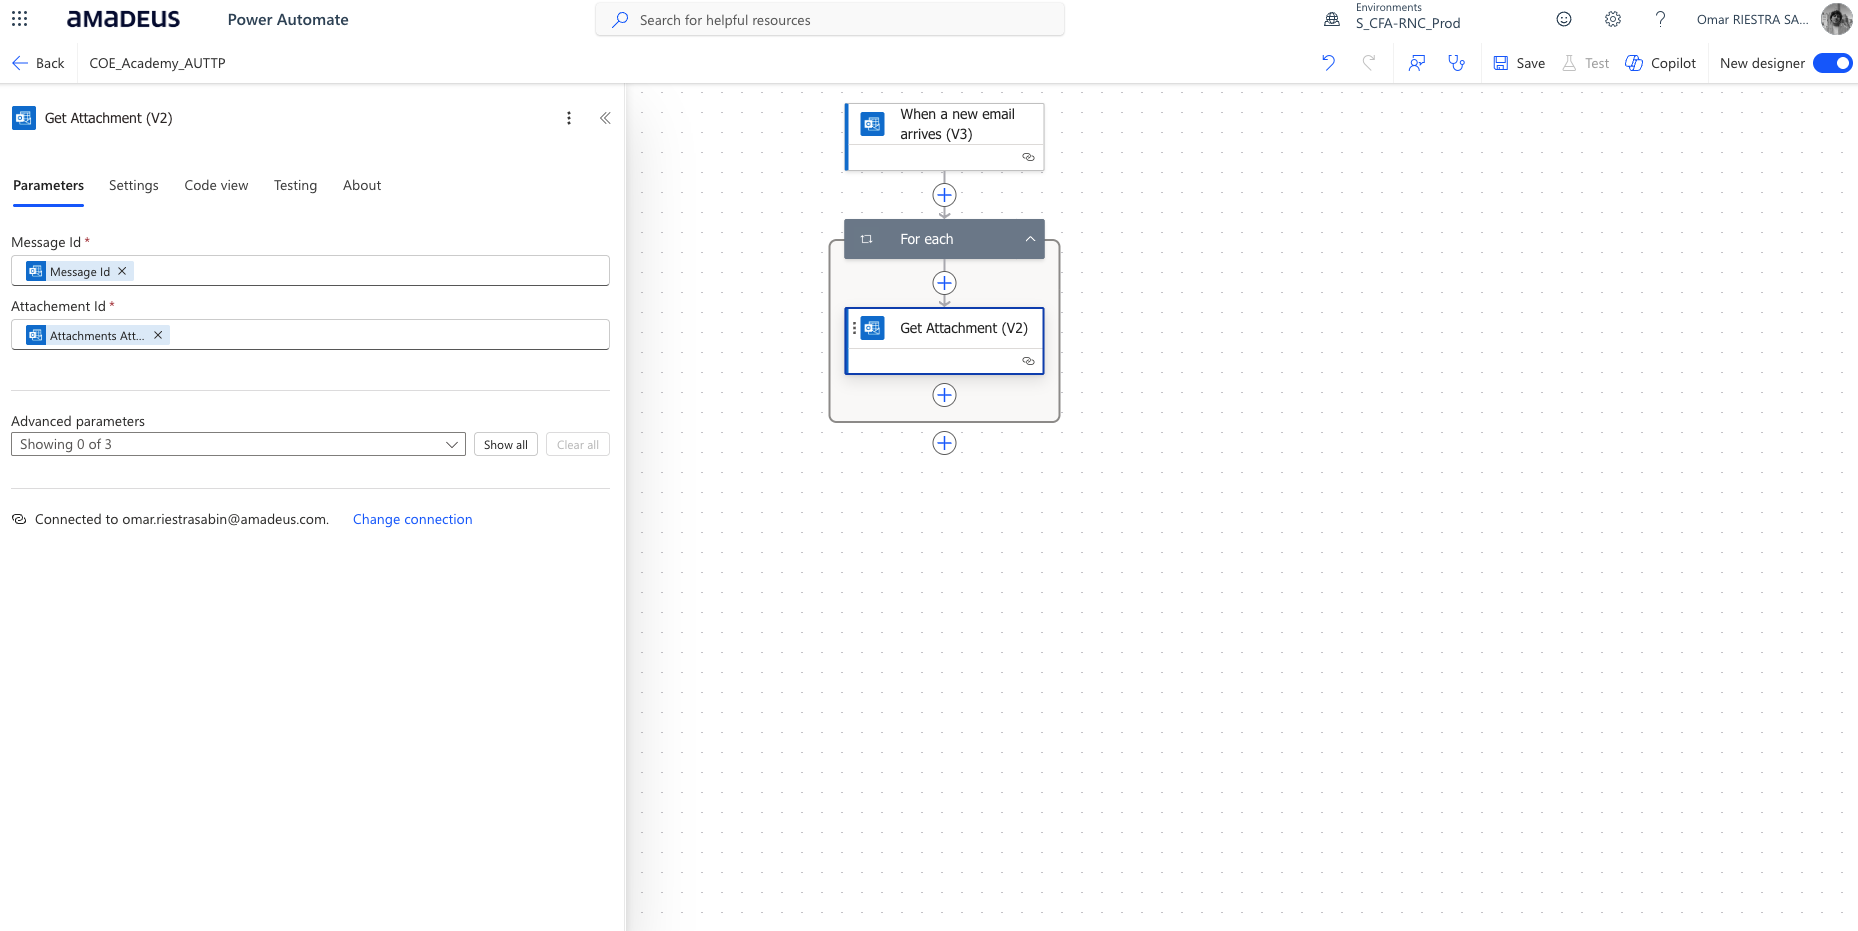 amadeus
Power Automate
Search for helpful resources
Environments
S_CFA-RNC_Prod
Omar RIESTRA SA...
Back
COE_Academy_AUTTP
Save
Test
Copilot
New designer
Get Attachment (V2)
Parameters
Settings
Code view
Testing
About
Message Id *
Message Id
Attachement Id *
Attachments Att...
Advanced parameters
Showing 0 of 3
Show all
Clear all
Connected to omar.riestrasabin@amadeus.com.
Change connection
When a new email
arrives (V3)
For each
Get Attachment (V2)